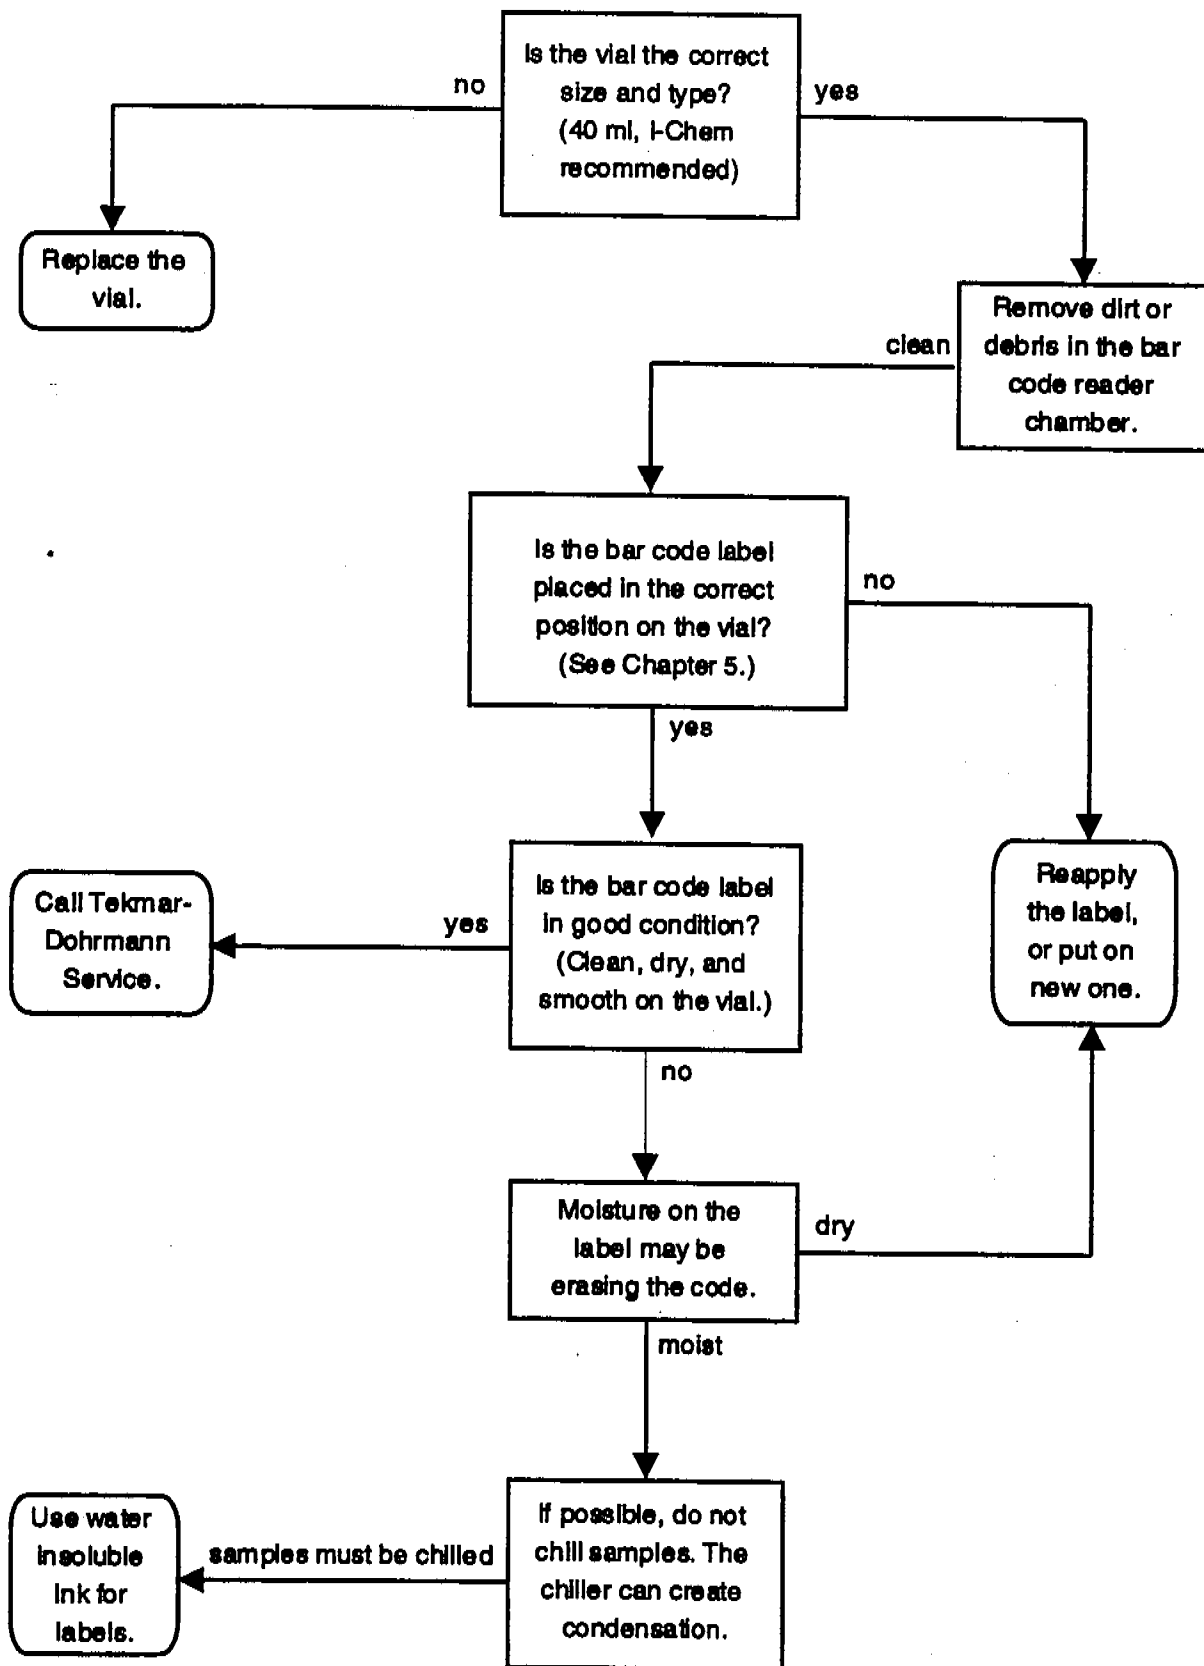 Is the vial the correct
size and type?
(40 ml, I-Chem
recommended)
no
yes
Replace the
vial.
Remove dirt or
debris in the bar
code reader
chamber.
clean
Is the bar code label
placed in the correct
position on the vial?
(See Chapter 5.)
no
yes
Call Tekmar-
Dohrmann
Service.
yes
Is the bar code label
in good condition?
(Clean, dry, and
smooth on the vial.)
Reapply
the label,
or put on
new one.
no
Moisture on the
label may be
erasing the code.
dry
moist
Use water
insoluble
ink for
labels.
samples must be chilled
If possible, do not
chill samples. The
chiller can create
condensation.